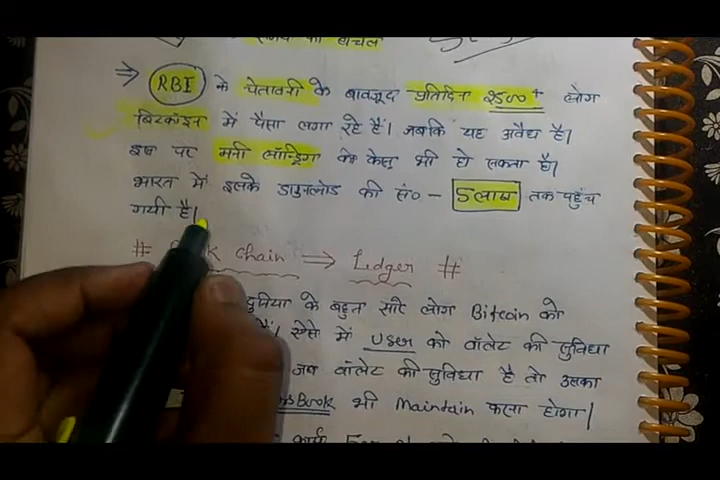 ⇒ RBI के चेतावनी के बावजूद प्रतिदिन 2500+ लोग
बिटकॉइन में पैसा लगा रहे हैं। जबकि यह अवैध है।
इस पर मनी लॉन्ड्रिंग का केस भी हो सकता है।
भारत में इसके डाउनलोड की सं० – 5 लाख तक पहुँच
गयी है।
# Chain ⇒ Ledger #
दुनिया के बहुत सारे लोग Bitcoin को
हैं। ऐसे में User को वॉलेट की सुविधा
जब वॉलेट की सुविधा है तो उसका
Book भी Maintain करना होगा।